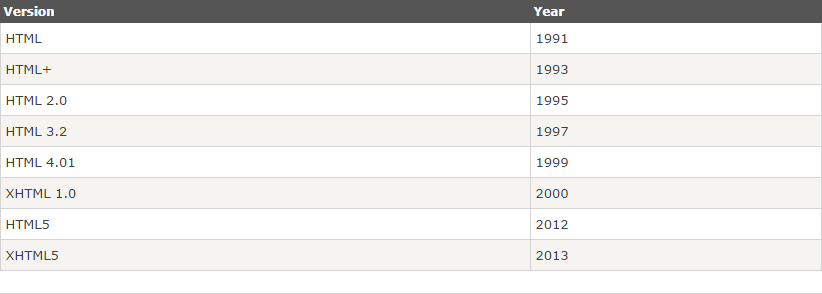 Version Year
HTML 1991
HTML+ 1993
HTML 2.0 1995
HTML 3.2 1997
HTML 4.01 1999
XHTML 1.0 2000
HTML5 2012
XHTML5 2013